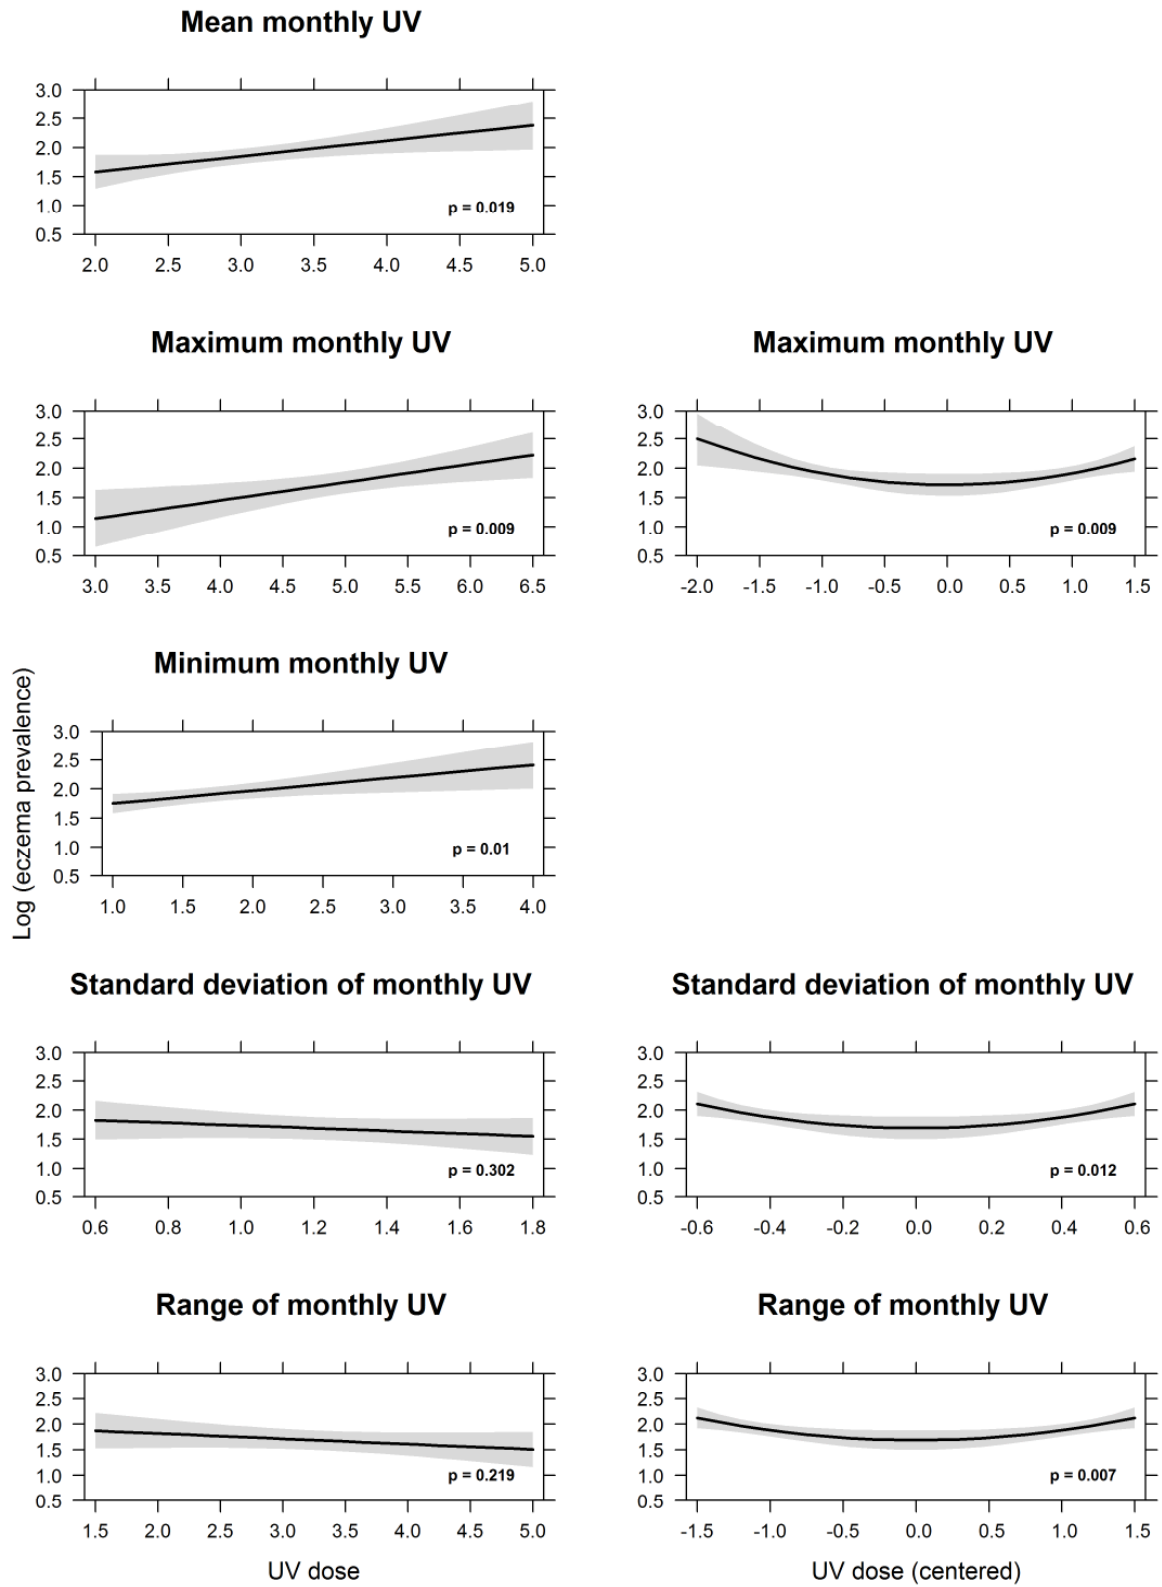 Mean monthly UV
3.0
2.5
2.0
1.5
1.0
0.5
p = 0.019
2.0 2.5 3.0 3.5 4.0 4.5 5.0
Maximum monthly UV
3.0
2.5
2.0
1.5
1.0
0.5
p = 0.009
3.0 3.5 4.0 4.5 5.0 5.5 6.0 6.5
Maximum monthly UV
3.0
2.5
2.0
1.5
1.0
0.5
p = 0.009
-2.0 -1.5 -1.0 -0.5 0.0 0.5 1.0 1.5
Log (eczema prevalence)
Minimum monthly UV
3.0
2.5
2.0
1.5
1.0
0.5
p = 0.01
1.0 1.5 2.0 2.5 3.0 3.5 4.0
Standard deviation of monthly UV
3.0
2.5
2.0
1.5
1.0
0.5
p = 0.302
0.6 0.8 1.0 1.2 1.4 1.6 1.8
Standard deviation of monthly UV
3.0
2.5
2.0
1.5
1.0
0.5
p = 0.012
-0.6 -0.4 -0.2 0.0 0.2 0.4 0.6
Range of monthly UV
3.0
2.5
2.0
1.5
1.0
0.5
p = 0.219
1.5 2.0 2.5 3.0 3.5 4.0 4.5 5.0
UV dose
Range of monthly UV
3.0
2.5
2.0
1.5
1.0
0.5
p = 0.007
-1.5 -1.0 -0.5 0.0 0.5 1.0 1.5
UV dose (centered)